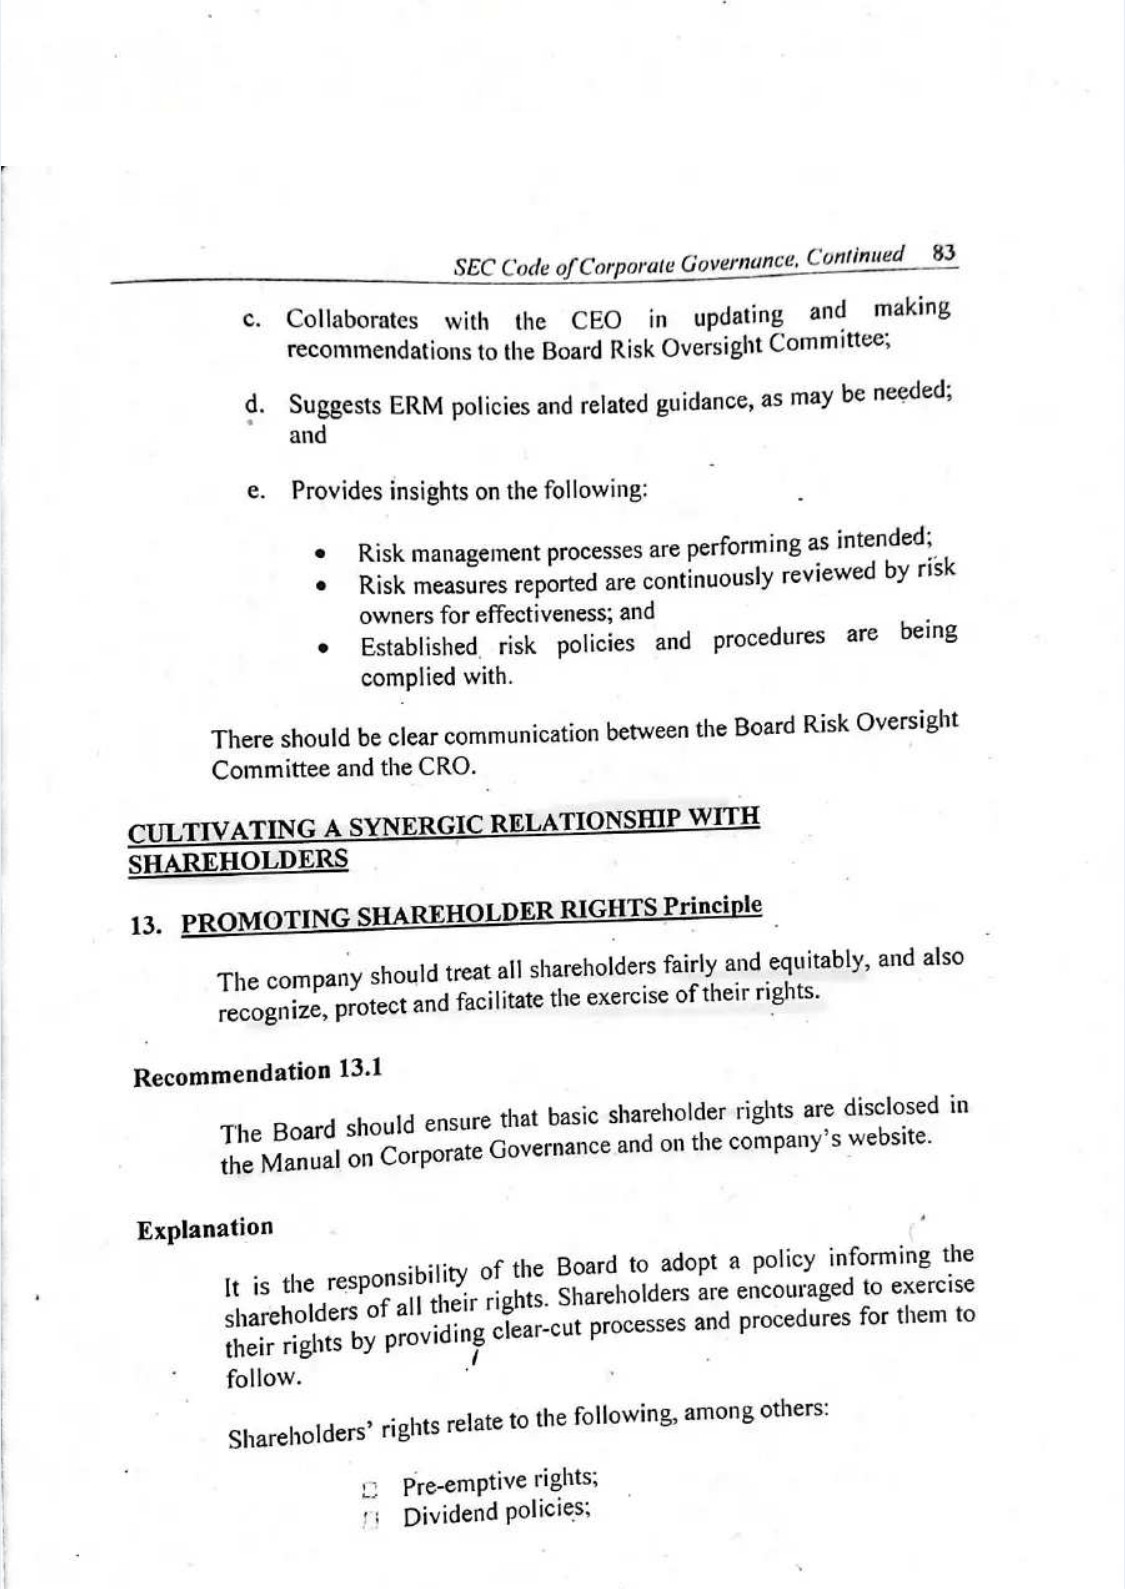 SEC Code of Corporate Governance, Continued 83
c. Collaborates with the CEO in updating and making
recommendations to the Board Risk Oversight Committee;
d. Suggests ERM policies and related guidance, as may be needed;
and
e. Provides insights on the following:
• Risk management processes are performing as intended;
• Risk measures reported are continuously reviewed by risk
owners for effectiveness; and
• Established risk policies and procedures are being
complied with.
There should be clear communication between the Board Risk Oversight
Committee and the CRO.
CULTIVATING A SYNERGIC RELATIONSHIP WITH
SHAREHOLDERS
13. PROMOTING SHAREHOLDER RIGHTS Principle
The company should treat all shareholders fairly and equitably, and also
recognize, protect and facilitate the exercise of their rights.
Recommendation 13.1
The Board should ensure that basic shareholder rights are disclosed in
the Manual on Corporate Governance and on the company's website.
Explanation
It is the responsibility of the Board to adopt a policy informing the
shareholders of all their rights. Shareholders are encouraged to exercise
their rights by providing clear-cut processes and procedures for them to
follow.
Shareholders' rights relate to the following, among others:
Pre-emptive rights;
Dividend policies;